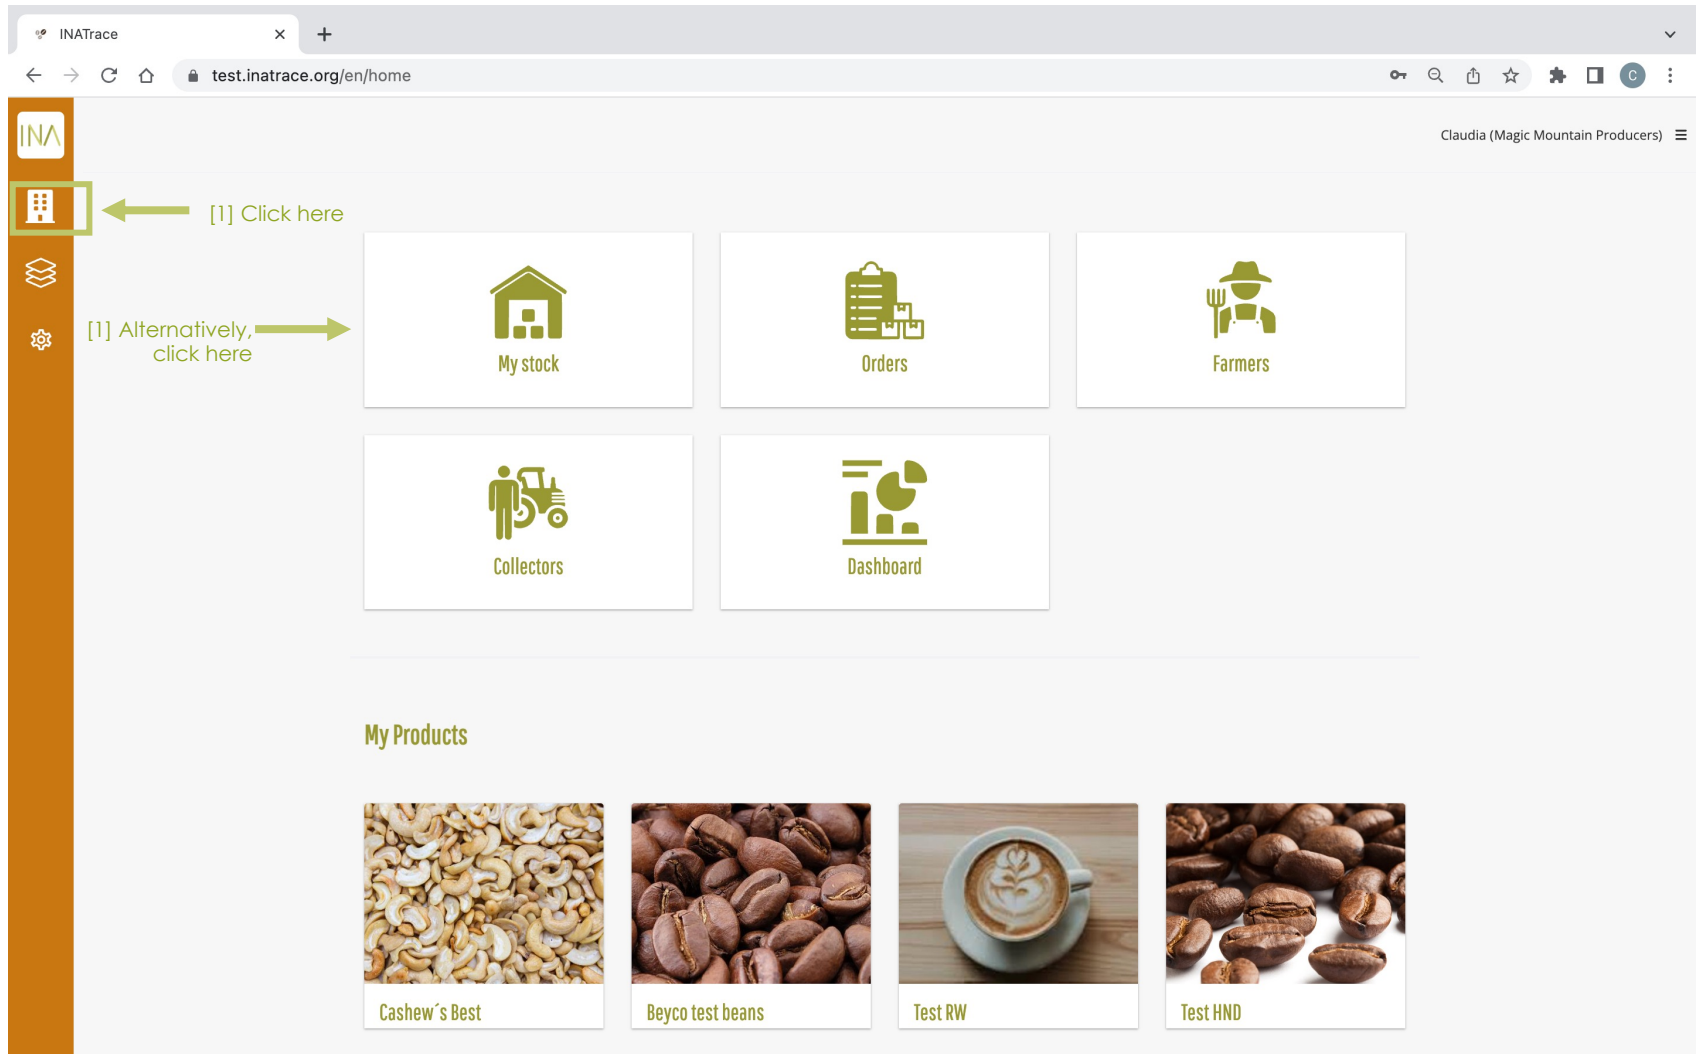 INATrace
test.inatrace.org/en/home
C
INA
Claudia (Magic Mountain Producers)
[1] Click here
[1] Alternatively,
click here
My stock
Orders
Farmers
Collectors
Dashboard
My Products
Cashew´s Best
Beyco test beans
Test RW
Test HND